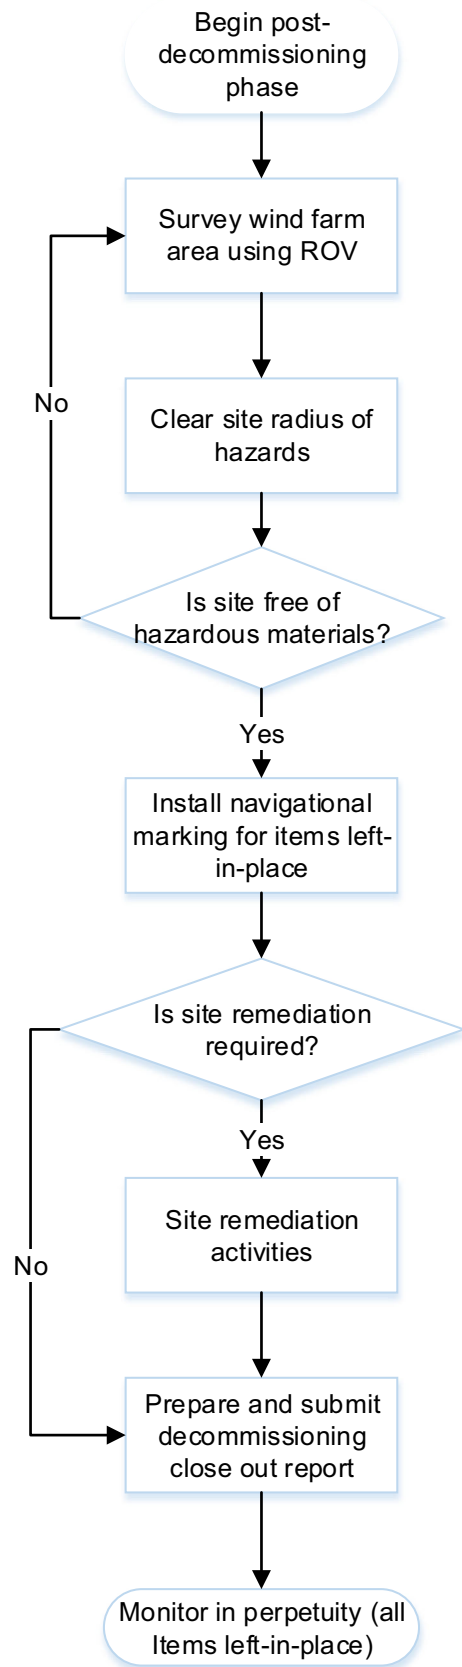 Begin post-
decommissioning
phase
Survey wind farm
area using ROV
No
Clear site radius of
hazards
Is site free of
hazardous materials?
Yes
Install navigational
marking for items left-
in-place
Is site remediation
required?
Yes
Site remediation
activities
No
Prepare and submit
decommissioning
close out report
Monitor in perpetuity (all
Items left-in-place)